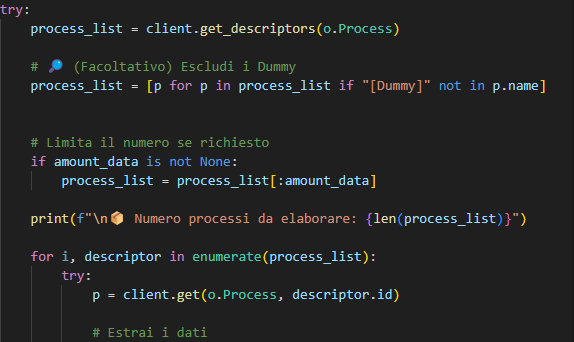 try:
    process_list = client.get_descriptors(o.Process)

    # 🔎 (Facoltativo) Escludi i Dummy
    process_list = [p for p in process_list if "[Dummy]" not in p.name]


    # Limita il numero se richiesto
    if amount_data is not None:
        process_list = process_list[:amount_data]

    print(f"\n📦 Numero processi da elaborare: {len(process_list)}")

    for i, descriptor in enumerate(process_list):
        try:
            p = client.get(o.Process, descriptor.id)

            # Estrai i dati